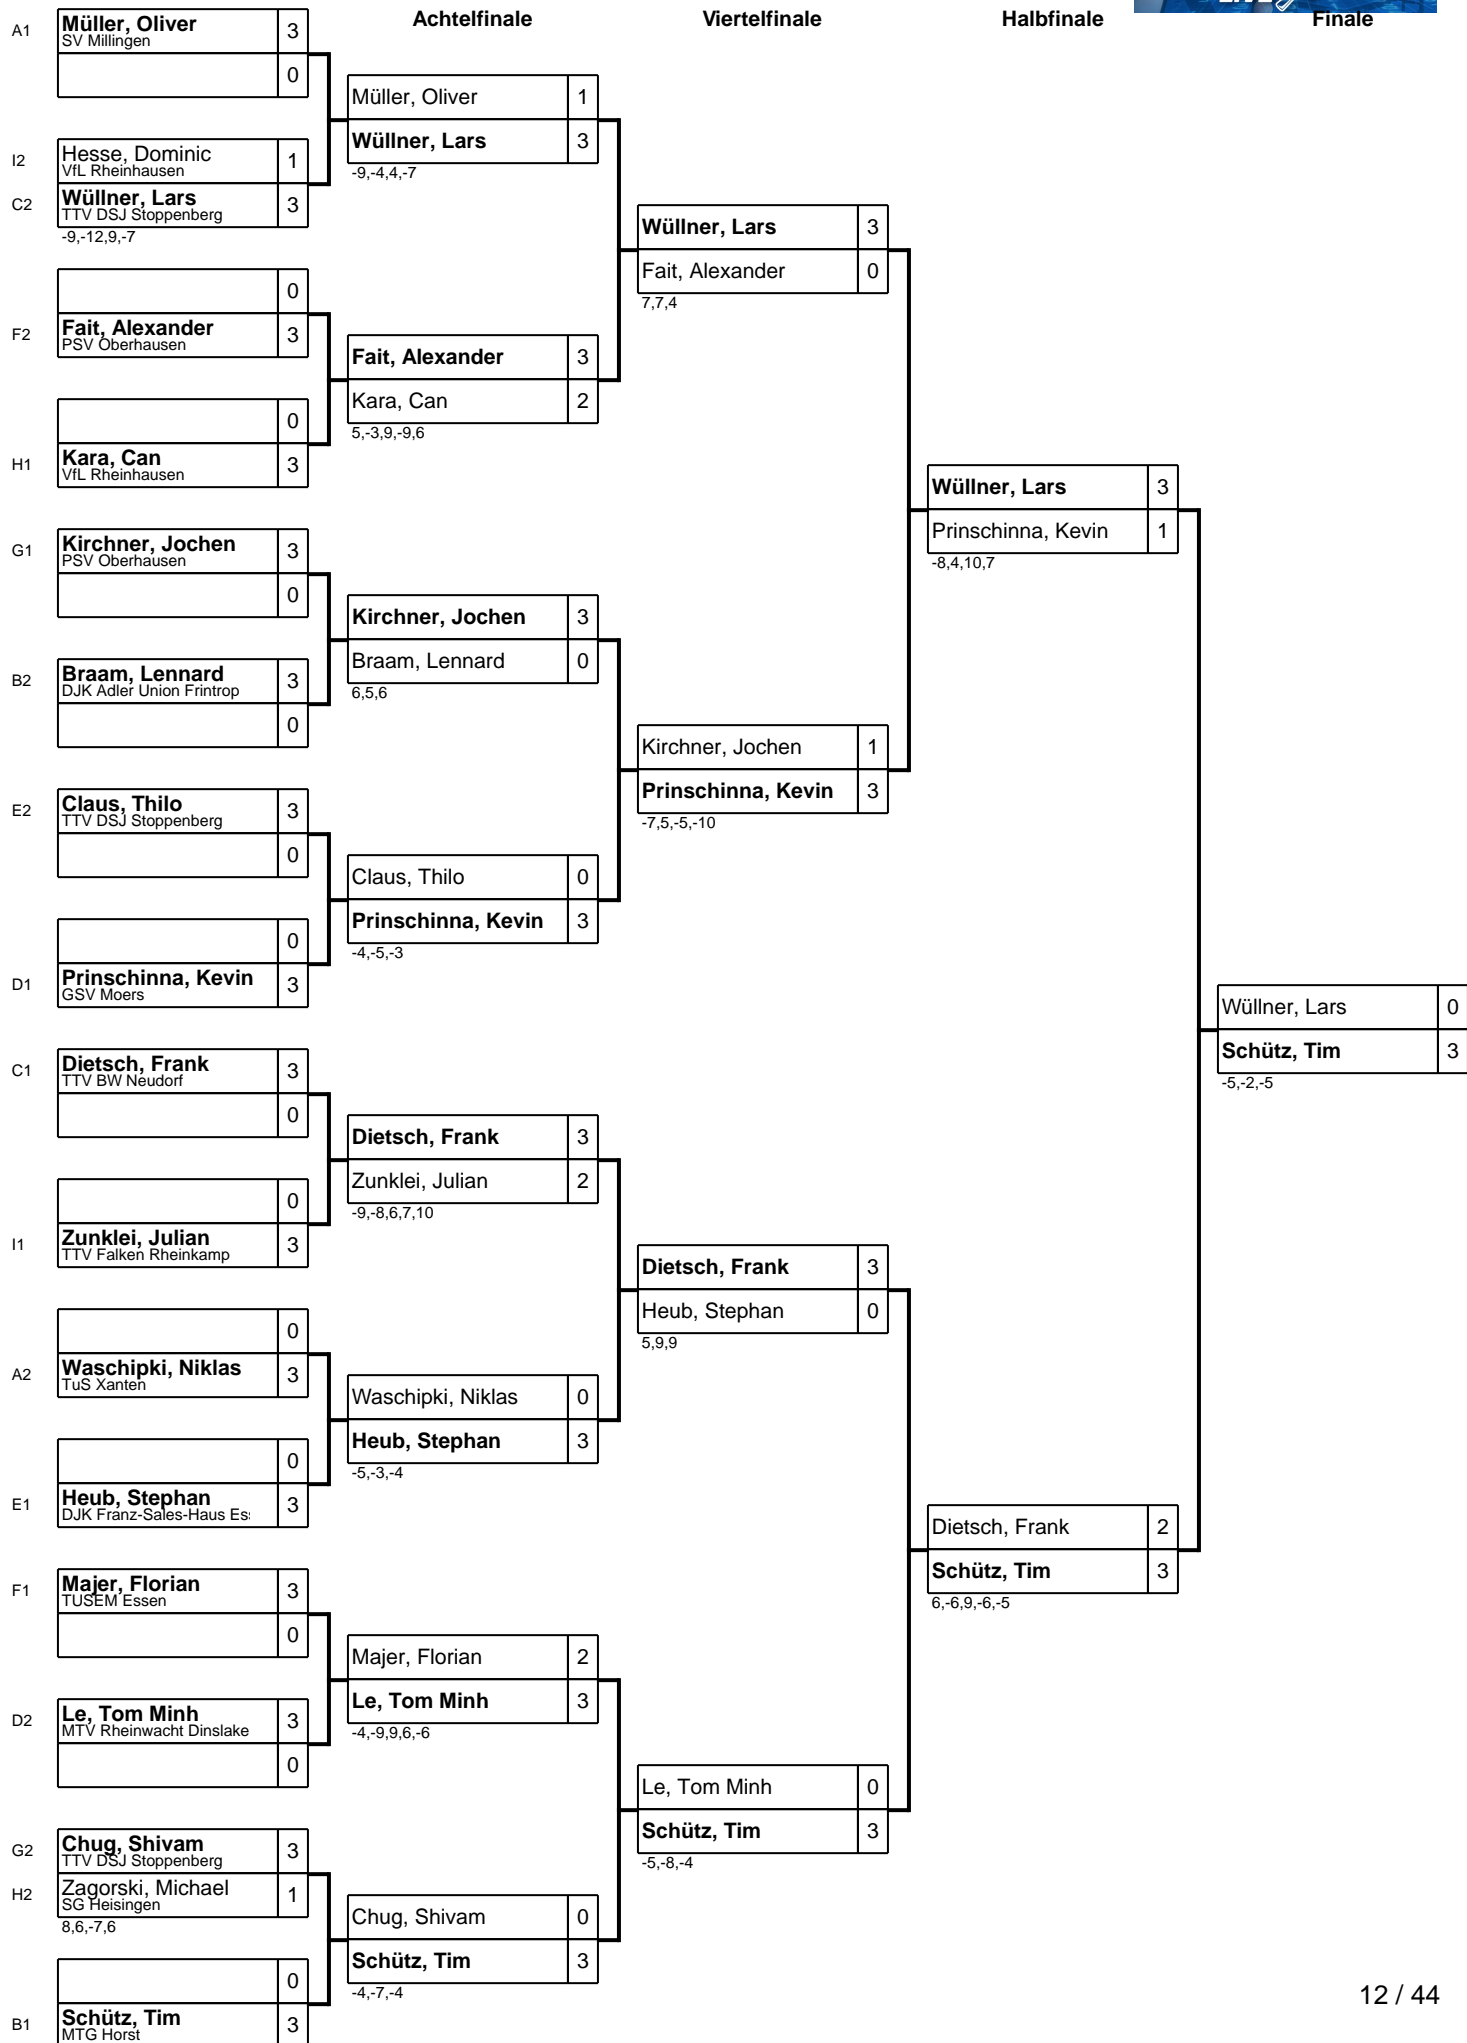 Achtelfinale
Viertelfinale
Halbfinale
Finale
A1
Müller, Oliver 3
SV Millingen
0
I2
Hesse, Dominic 1
VfL Rheinhausen
C2
Wüllner, Lars 3
TTV DSJ Stoppenberg
-9,-12,9,-7
0
F2
Fait, Alexander 3
PSV Oberhausen
0
H1
Kara, Can 3
VfL Rheinhausen
G1
Kirchner, Jochen 3
PSV Oberhausen
0
B2
Braam, Lennard 3
DJK Adler Union Frintrop
0
E2
Claus, Thilo 3
TTV DSJ Stoppenberg
0
0
D1
Prinschinna, Kevin 3
GSV Moers
C1
Dietsch, Frank 3
TTV BW Neudorf
0
0
I1
Zunklei, Julian 3
TTV Falken Rheinkamp
0
A2
Waschipki, Niklas 3
TuS Xanten
0
E1
Heub, Stephan 3
DJK Franz-Sales-Haus Es
F1
Majer, Florian 3
TUSEM Essen
0
D2
Le, Tom Minh 3
MTV Rheinwacht Dinslake
0
G2
Chug, Shivam 3
TTV DSJ Stoppenberg
H2
Zagorski, Michael 1
SG Heisingen
8,6,-7,6
0
B1
Schütz, Tim 3
MTG Horst
Müller, Oliver 1
Wüllner, Lars 3
-9,-4,4,-7
Fait, Alexander 3
Kara, Can 2
5,-3,9,-9,6
Kirchner, Jochen 3
Braam, Lennard 0
6,5,6
Claus, Thilo 0
Prinschinna, Kevin 3
-4,-5,-3
Dietsch, Frank 3
Zunklei, Julian 2
-9,-8,6,7,10
Waschipki, Niklas 0
Heub, Stephan 3
-5,-3,-4
Majer, Florian 2
Le, Tom Minh 3
-4,-9,9,6,-6
Chug, Shivam 0
Schütz, Tim 3
-4,-7,-4
Wüllner, Lars 3
Fait, Alexander 0
7,7,4
Kirchner, Jochen 1
Prinschinna, Kevin 3
-7,5,-5,-10
Dietsch, Frank 3
Heub, Stephan 0
5,9,9
Le, Tom Minh 0
Schütz, Tim 3
-5,-8,-4
Wüllner, Lars 3
Prinschinna, Kevin 1
-8,4,10,7
Dietsch, Frank 2
Schütz, Tim 3
6,-6,9,-6,-5
Wüllner, Lars 0
Schütz, Tim 3
-5,-2,-5
12 / 44